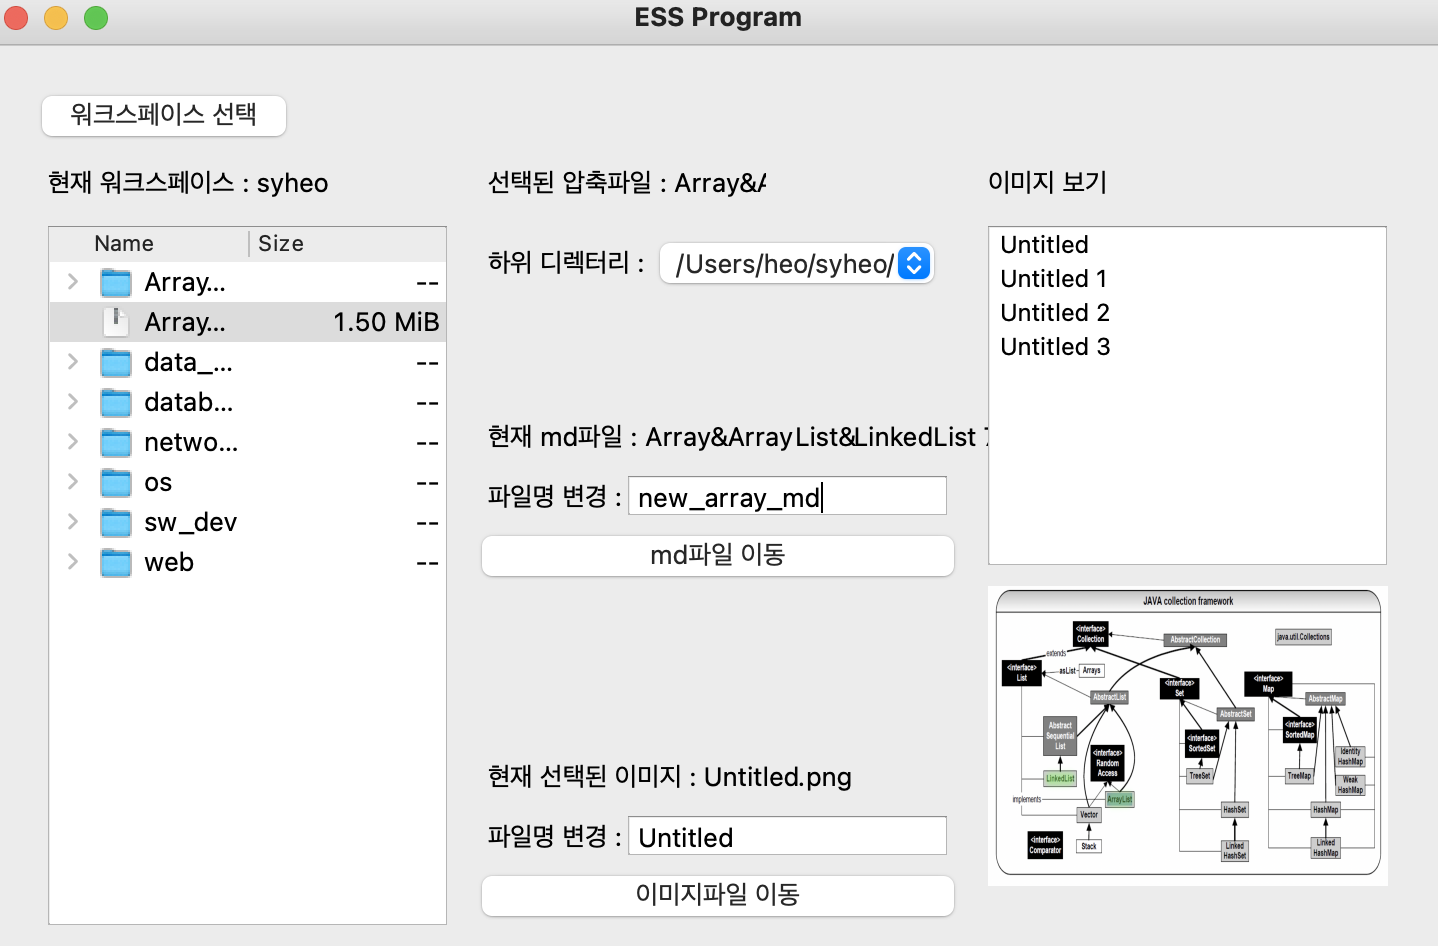 ESS Program
워크스페이스 선택
현재 워크스페이스 : syheo
Name Size
Array... --
Array... 1.50 MiB
data_... --
datab... --
netwo... --
os --
sw_dev --
web --
선택된 압축파일 : Array&A
하위 디렉터리 : /Users/heo/syheo/
현재 md파일 : Array&ArrayList&LinkedList 7
파일명 변경 : new_array_md
md파일 이동
현재 선택된 이미지 : Untitled.png
파일명 변경 : Untitled
이미지파일 이동
이미지 보기
Untitled
Untitled 1
Untitled 2
Untitled 3
JAVA collection framework
<interface>
Collection
AbstractCollection
java.util.Collections
extends
<interface>
List
asList
Arrays
AbstractList
<interface>
Set
<interface>
Map
AbstractSet
AbstractMap
Abstract
Sequential
List
<interface>
SortedSet
<interface>
SortedMap
<interface>
Random
Access
Identity
HashMap
LinkedList
TreeSet
TreeMap
Weak
HashMap
implements
ArrayList
Vector
HashSet
HashMap
<interface>
Comparator
Stack
Linked
HashSet
Linked
HashMap